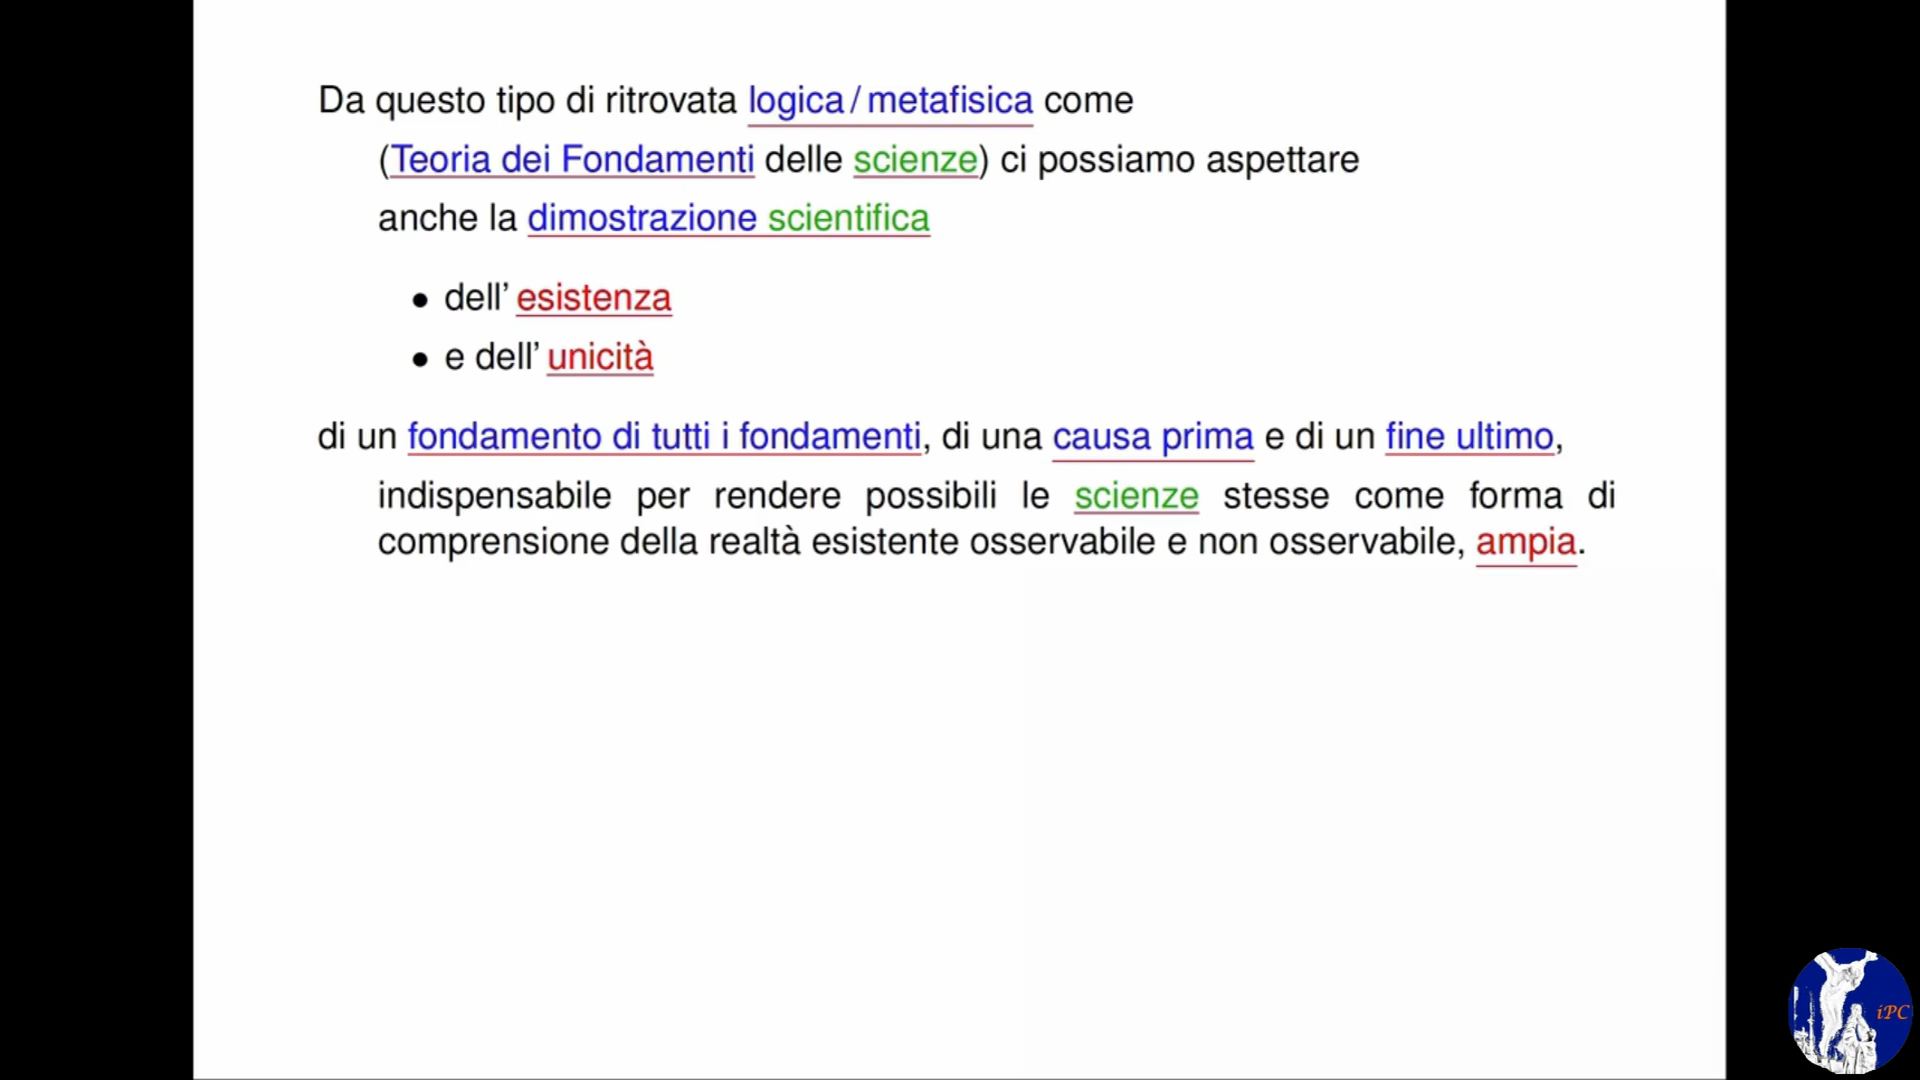 Da questo tipo di ritrovata logica / metafisica come
(Teoria dei Fondamenti delle scienze) ci possiamo aspettare
anche la dimostrazione scientifica
• dell' esistenza
• e dell' unicità
di un fondamento di tutti i fondamenti, di una causa prima e di un fine ultimo,
indispensabile per rendere possibili le scienze stesse come forma di
comprensione della realtà esistente osservabile e non osservabile, ampia.
iPC